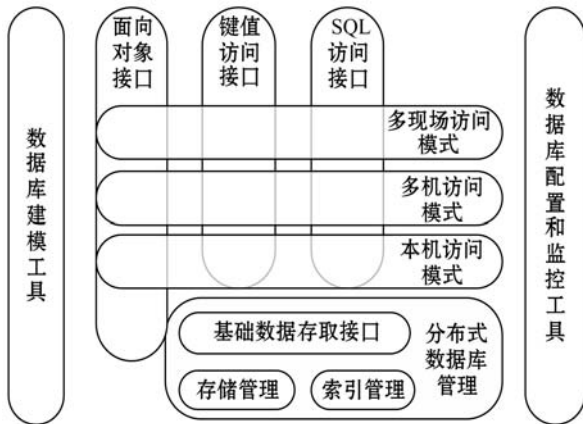 数据库建模工具
面向
对象
接口
键值
访问
接口
SQL
访问
接口
多现场访问
模式
多机访问
模式
本机访问
模式
基础数据存取接口
存储管理
索引管理
分布式
数据库
管理
数据库配置和监控工具